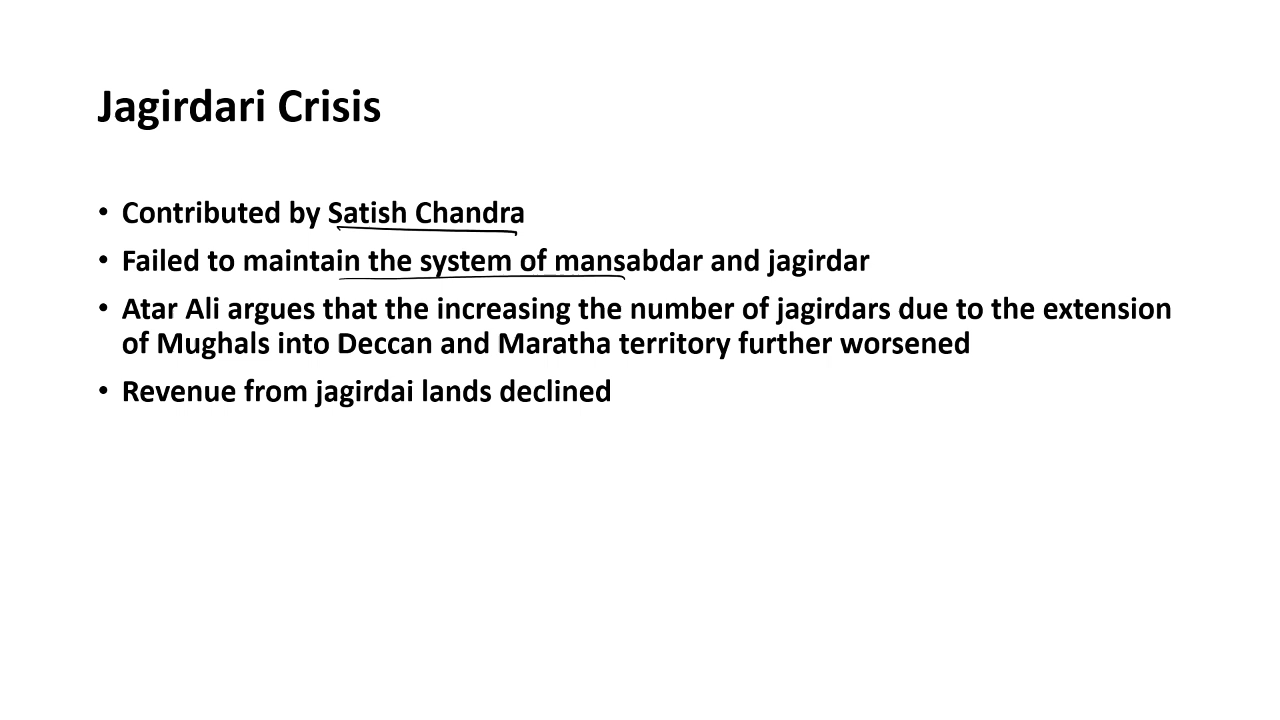 Jagirdari Crisis
• Contributed by Satish Chandra
• Failed to maintain the system of mansabdar and jagirdar
• Atar Ali argues that the increasing the number of jagirdars due to the extension
of Mughals into Deccan and Maratha territory further worsened
• Revenue from jagirdai lands declined